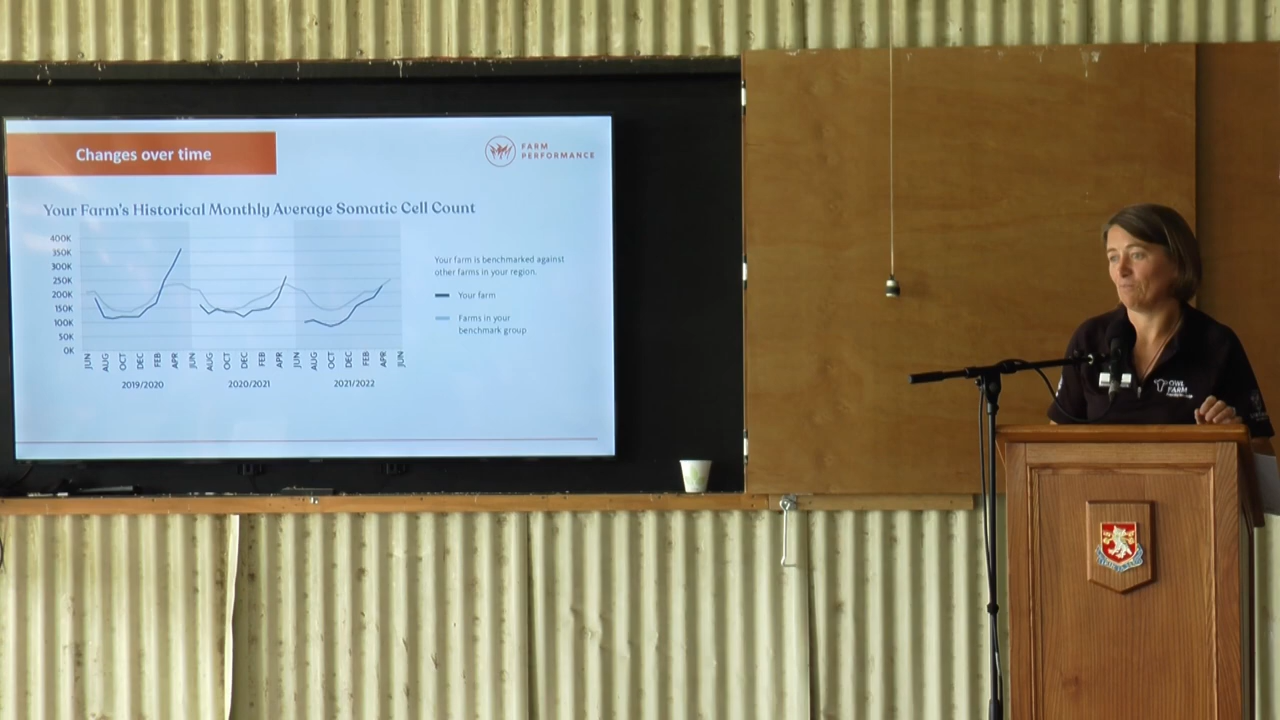 Changes over time
FARM
PERFORMANCE
Your Farm's Historical Monthly Average Somatic Cell Count
400K
350K
300K
250K
200K
150K
100K
50K
0K
JUN AUG OCT DEC FEB APR JUN AUG OCT DEC FEB APR JUN AUG OCT DEC FEB APR JUN
2019/2020 2020/2021 2021/2022
Your farm is benchmarked against
other farms in your region.
Your farm
Farms in your
benchmark group
OWL
FARM